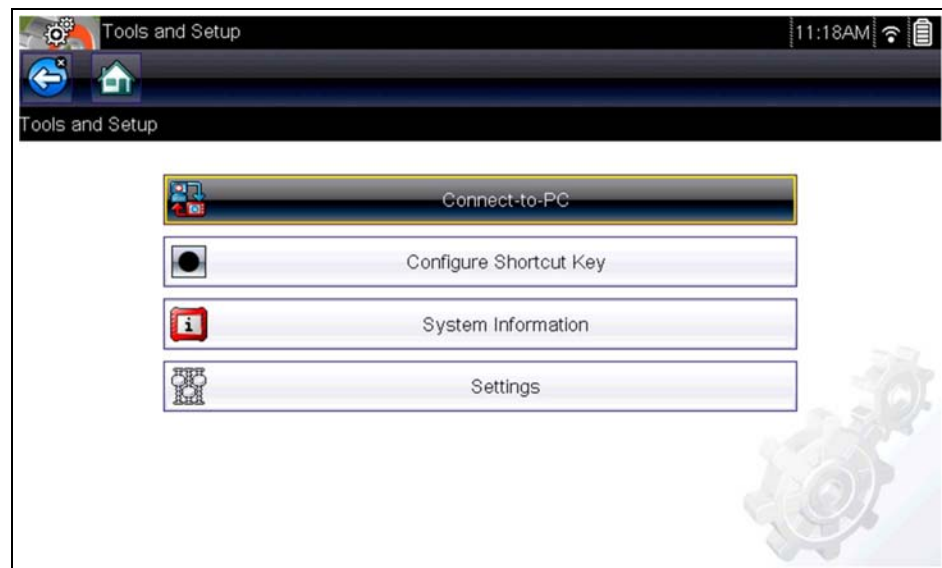 Tools and Setup
11:18AM
Tools and Setup
Connect-to-PC
Configure Shortcut Key
System Information
Settings